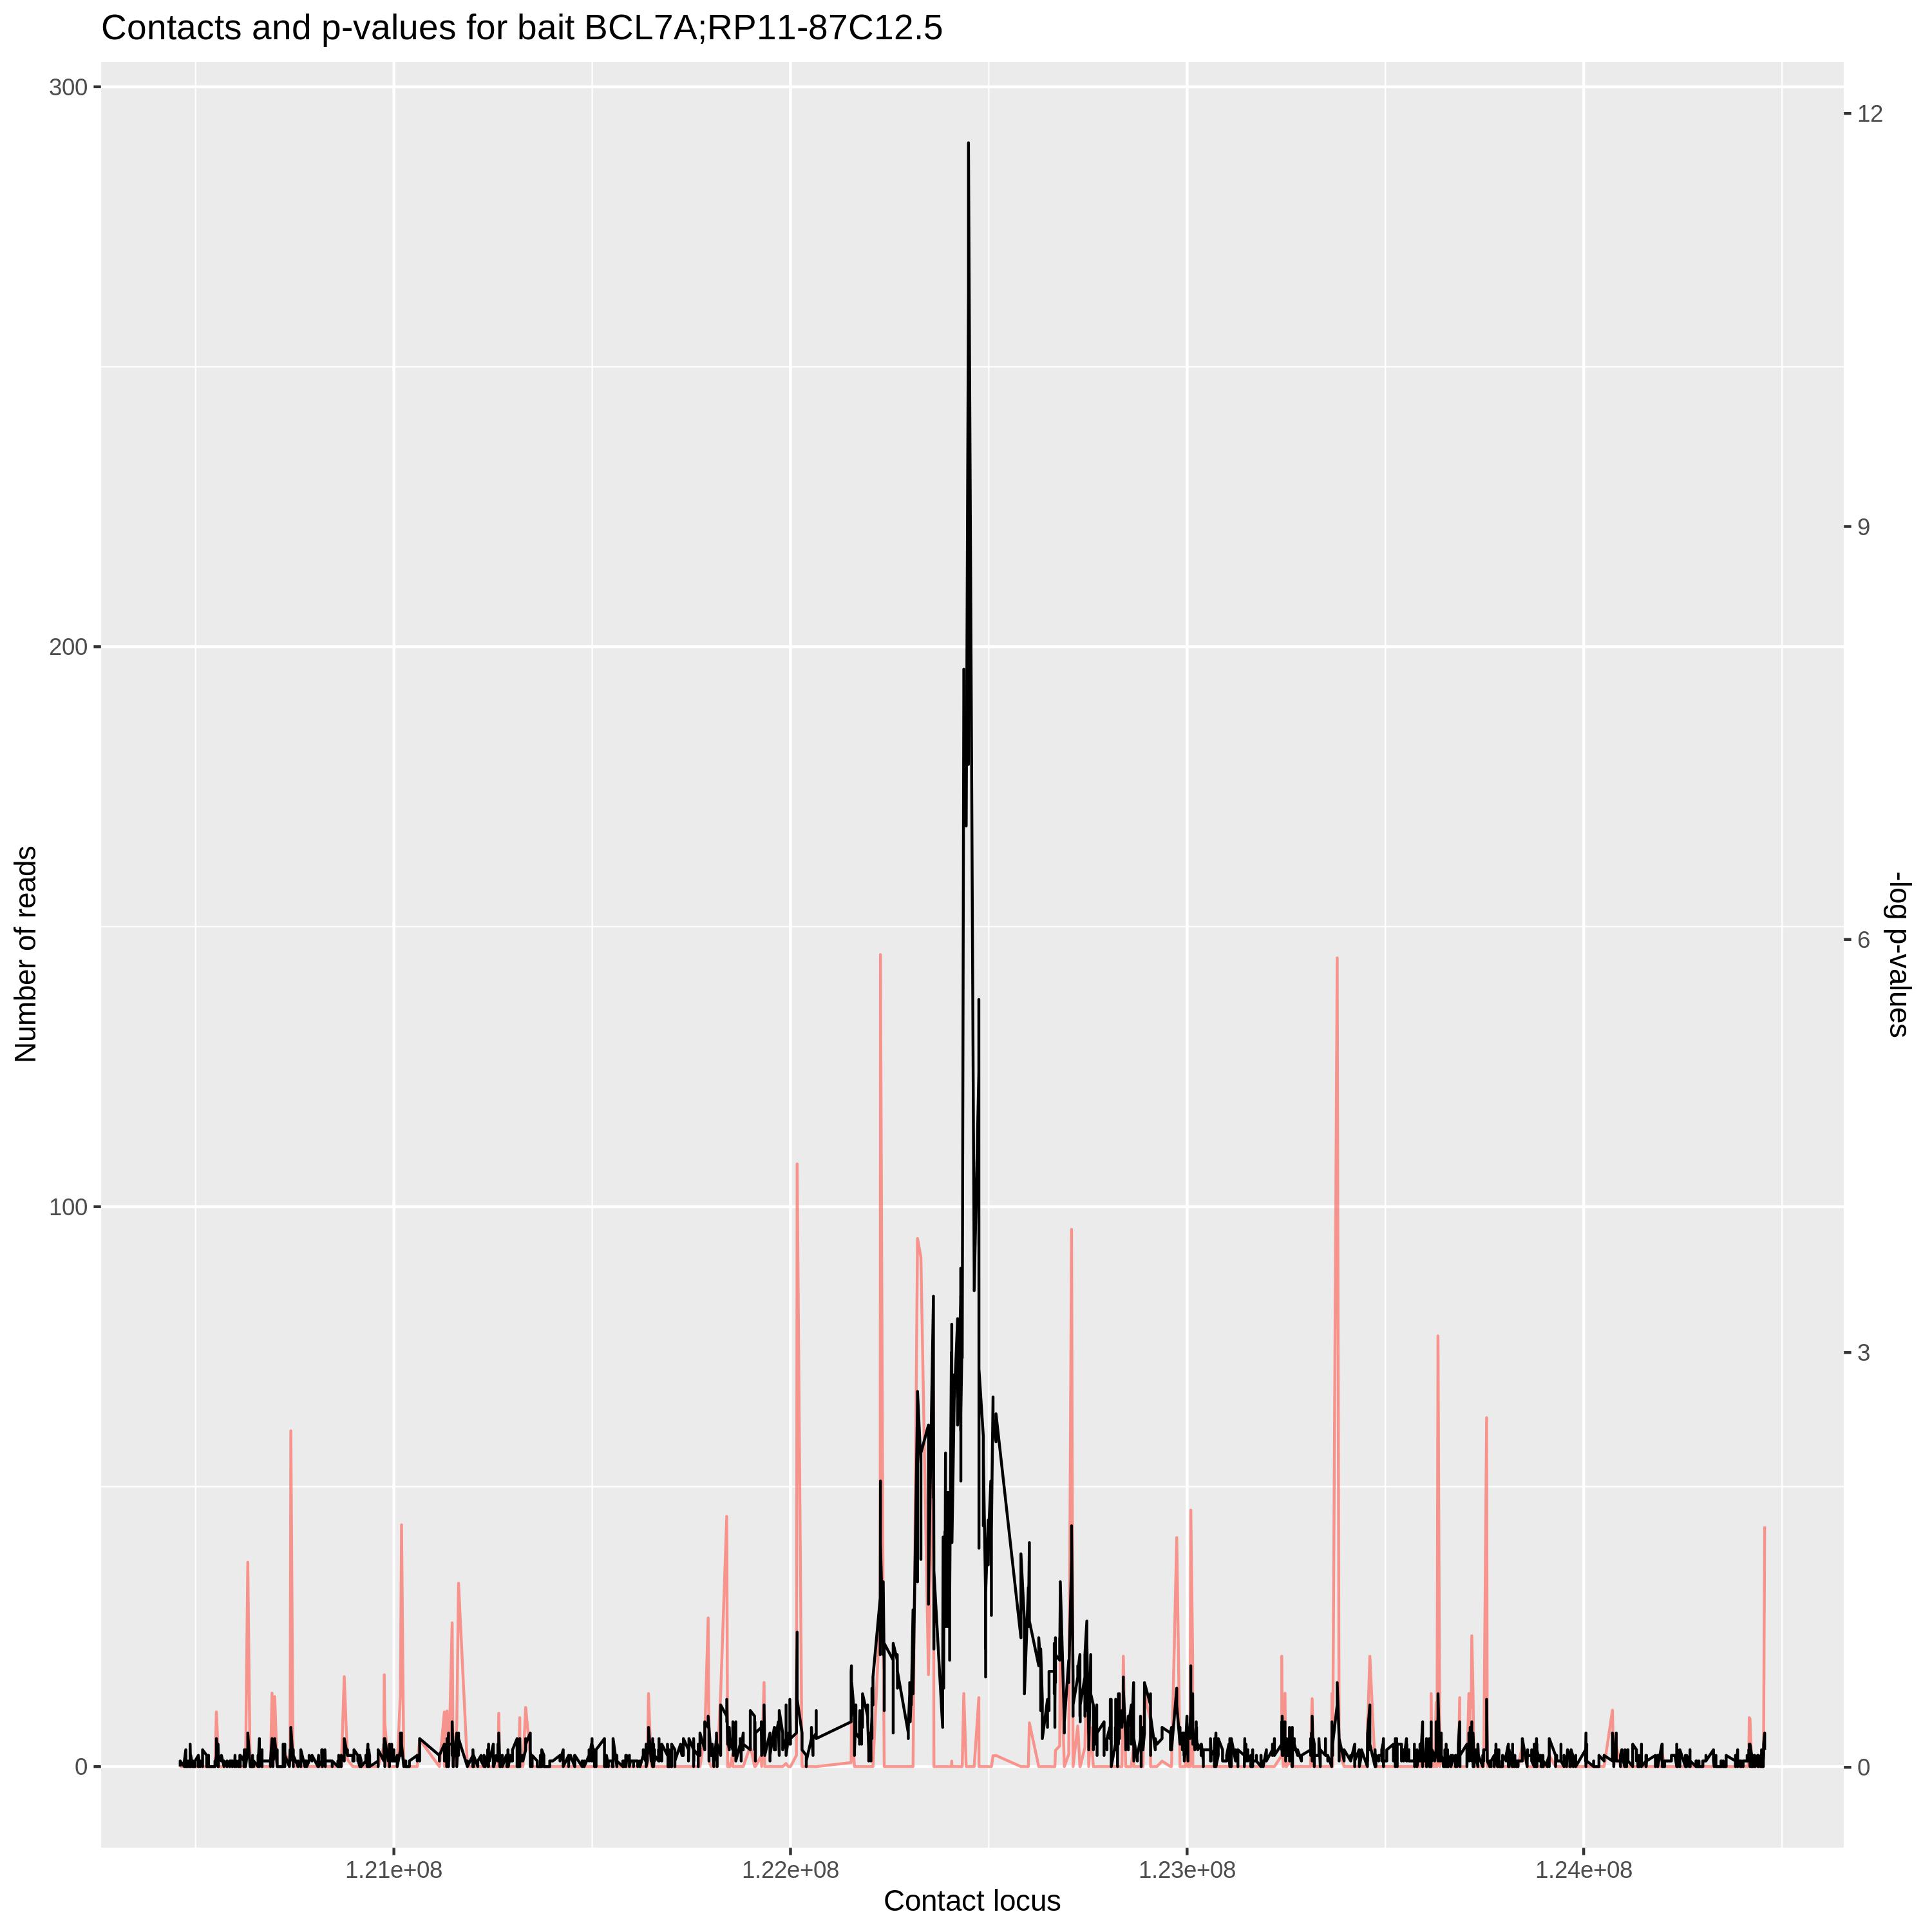 Contacts and p-values for bait BCL7A;RP11-87C12.5
300
200
100
0
12
9
6
3
0
Number of reads
-log p-values
1.21e+08
1.22e+08
1.23e+08
1.24e+08
Contact locus